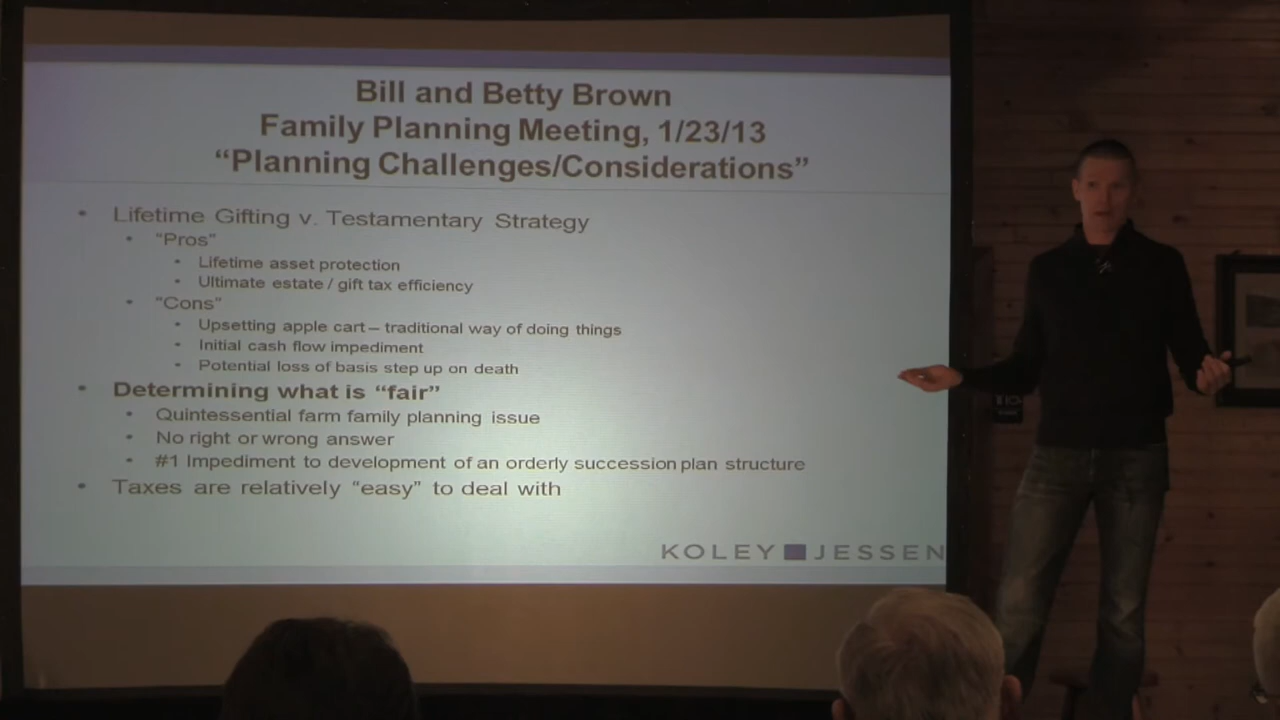 Bill and Betty Brown
Family Planning Meeting, 1/23/13
“Planning Challenges/Considerations”
• Lifetime Gifting v. Testamentary Strategy
• “Pros”
• Lifetime asset protection
• Ultimate estate / gift tax efficiency
• “Cons”
• Upsetting apple cart – traditional way of doing things
• Initial cash flow impediment
• Potential loss of basis step up on death
• Determining what is “fair”
• Quintessential farm family planning issue
• No right or wrong answer
• #1 Impediment to development of an orderly succession plan structure
• Taxes are relatively “easy” to deal with
KOLEY JESSEN